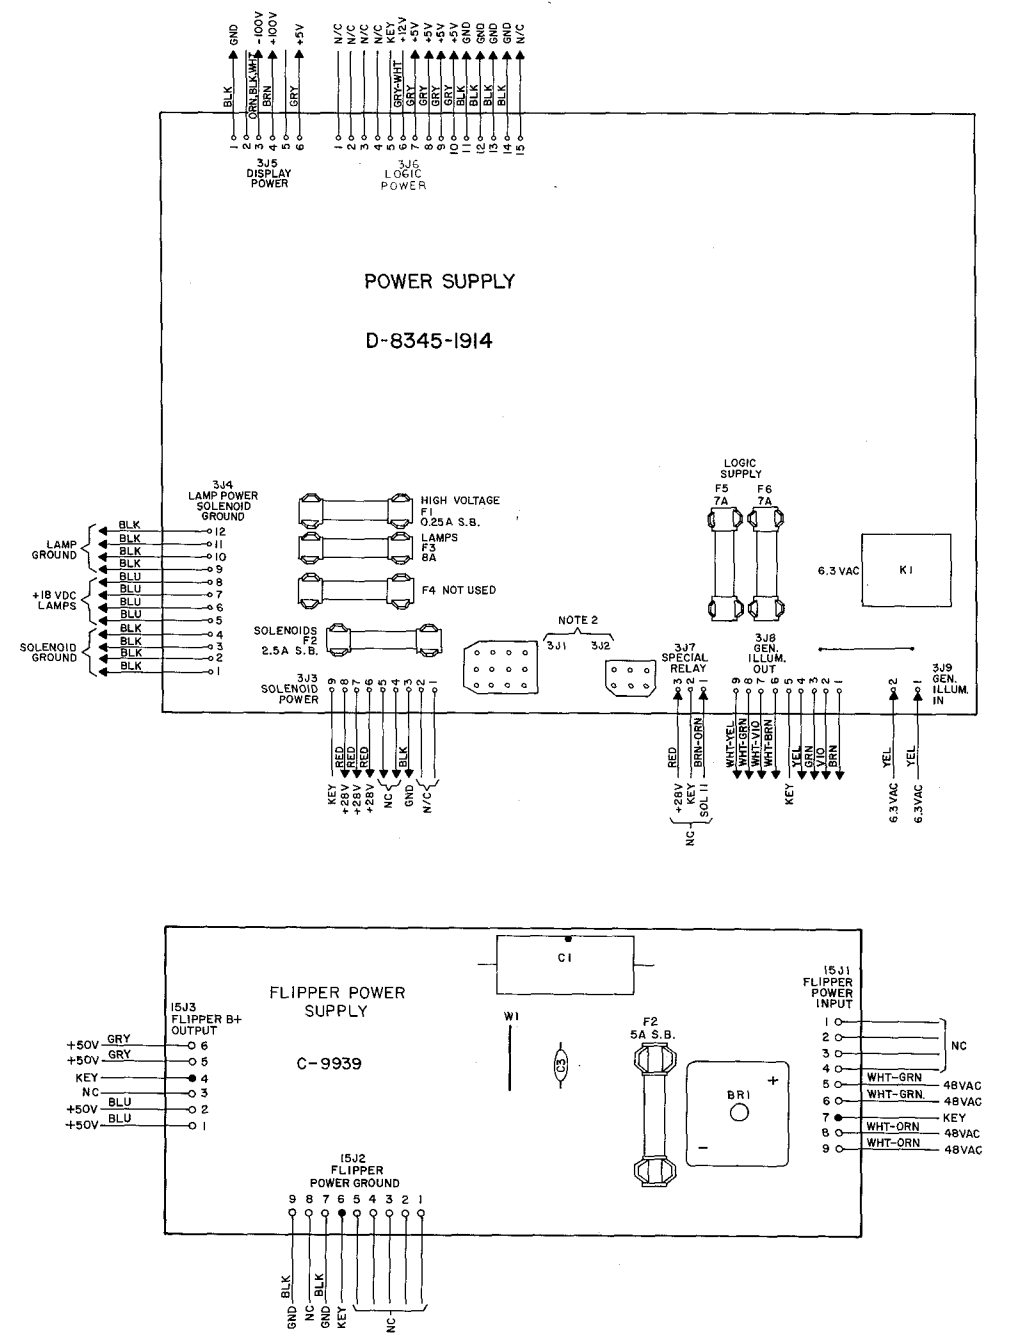 GND
-100V
+100V
+5V
N/C
N/C
N/C
N/C
KEY
+12V
+5V
+5V
+5V
+5V
GND
GND
GND
GND
N/C
BLK
ORN,BLK,WHT
BRN
GRY
GRY-WHT
GRY
GRY
GRY
GRY
BLK
BLK
BLK
BLK
1 2 3 4 5 6
3J5
DISPLAY
POWER
1 2 3 4 5 6 7 8 9 10 11 12 13 14 15
3J6
LOGIC
POWER
POWER SUPPLY
D-8345-1914
3J4
LAMP POWER
SOLENOID
GROUND
LAMP
GROUND
BLK 12
BLK 11
BLK 10
BLK 9
+18 VDC
LAMPS
BLU 8
BLU 7
BLU 6
BLU 5
SOLENOID
GROUND
BLK 4
BLK 3
BLK 2
BLK 1
HIGH VOLTAGE
F1
0.25A S.B.
LAMPS
F3
8A
F4 NOT USED
SOLENOIDS
F2
2.5A S.B.
LOGIC
SUPPLY
F5 F6
7A 7A
6.3 VAC
K1
NOTE 2
3J1 3J2
3J3
SOLENOID
POWER
9 8 7 6 5 4 3 2 1
RED RED RED BLK
KEY
+28V
+28V
+28V
NC
GND
N/C
3J7
SPECIAL
RELAY
3 2 1
RED BRN-ORN
+28V
KEY
SOL 11
NC
3J8
GEN.
ILLUM.
OUT
9 8 7 6 5 4 3 2 1
WHT-YEL
WHT-GRN
WHT-VIO
WHT-BRN
YEL
GRN
VIO
BRN
KEY
3J9
GEN.
ILLUM.
IN
2 1
YEL YEL
6.3VAC
6.3VAC
FLIPPER POWER
SUPPLY
C-9939
C1
W1
C3
F2
5A S.B.
BR1
+
-
15J3
FLIPPER B+
OUTPUT
+50V GRY 6
+50V GRY 5
KEY 4
NC 3
+50V BLU 2
+50V BLU 1
15J2
FLIPPER
POWER GROUND
9 8 7 6 5 4 3 2 1
BLK BLK
GND
NC
GND
KEY
NC
15J1
FLIPPER
POWER
INPUT
1
2
3
4
NC
5 WHT-GRN 48VAC
6 WHT-GRN. 48VAC
7 KEY
8 WHT-ORN 48VAC
9 WHT-ORN 48VAC